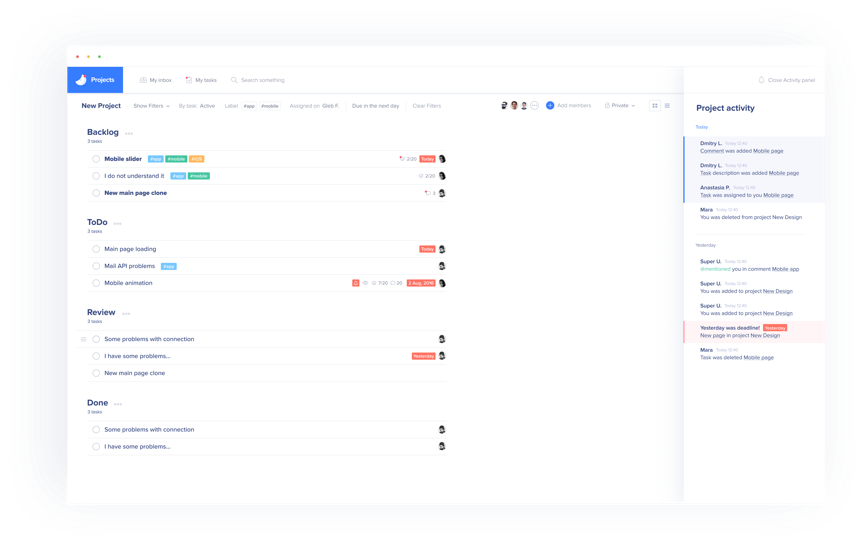 Projects
My inbox
My tasks
Search something
Close Activity panel
New Project
Show Filters
By task: Active
Label #app #mobile
Assigned on Gleb F.
Due in the next day
Clear Filters
Add members
Private
Backlog
3 tasks
Mobile slider #app #mobile #iOS 2/20 Today
I do not understand it #app #mobile 2/20
New main page clone 2
ToDo
3 tasks
Main page loading Today
Mail API problems #app
Mobile animation 7/20 20 2 Aug, 2016
Review
3 tasks
Some problems with connection
I have some problems... Yesterday
New main page clone
Done
3 tasks
Some problems with connection
I have some problems...
Project activity
Today
Dmitry L. Today 12:40
Comment was added Mobile page
Dmitry L. Today 12:40
Task description was added Mobile page
Anastasia P. Today 12:40
Task was assigned to you Mobile page
Mara Today 12:40
You was deleted from project New Design
Yesterday
Super U. Today 12:40
@mentioned you in comment Mobile app
Super U. Today 12:40
You was added to project New Design
Super U. Today 12:40
You was added to project New Design
Yesterday was deadline! Yesterday
New page in project New Design
Mara Today 12:40
Task was deleted Mobile page